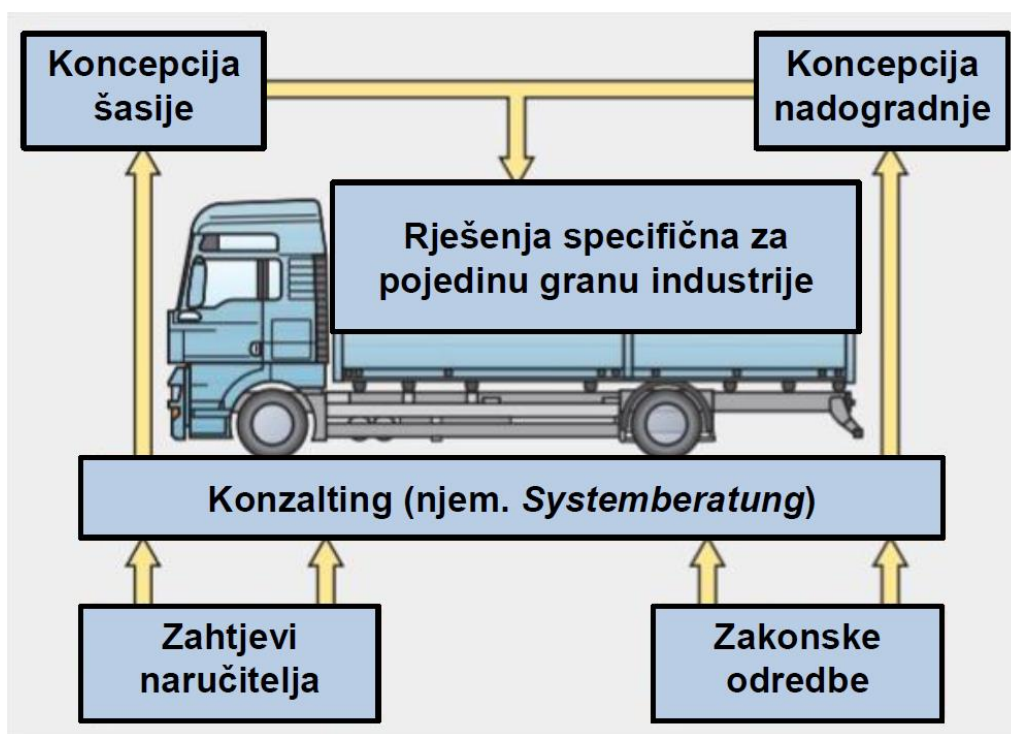 Koncepcija
šasije
Koncepcija
nadogradnje
Rješenja specifična za
pojedinu granu industrije
Konzalting (njem. Systemberatung)
Zahtjevi
naručitelja
Zakonske
odredbe